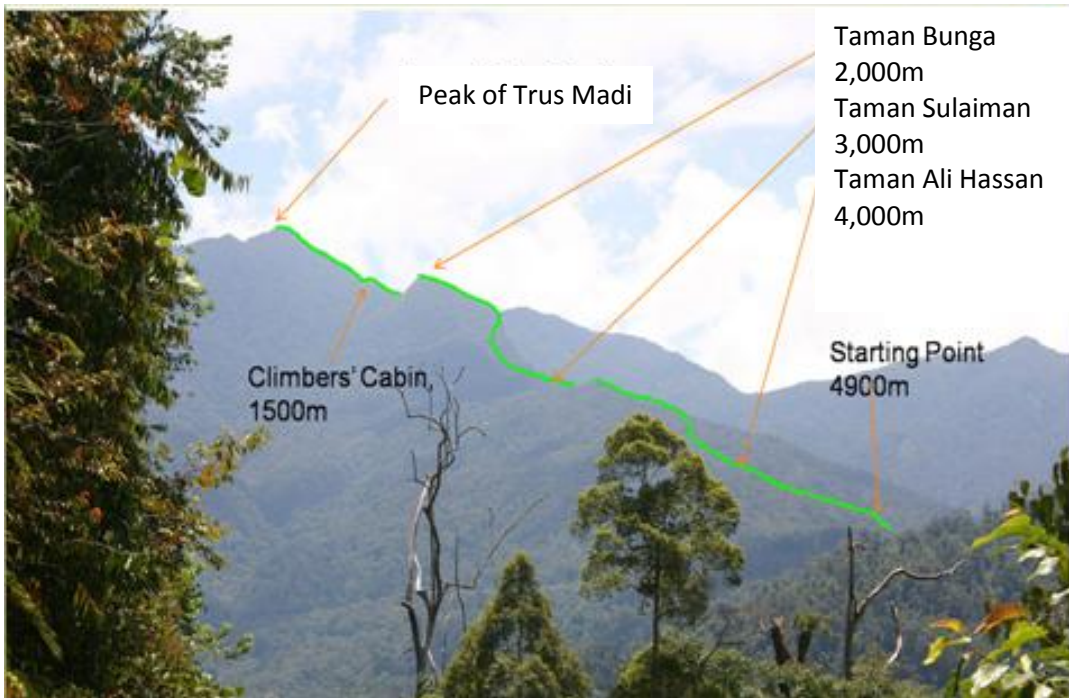 Peak of Trus Madi
Taman Bunga
2,000m
Taman Sulaiman
3,000m
Taman Ali Hassan
4,000m
Climbers' Cabin,
1500m
Starting Point
4900m